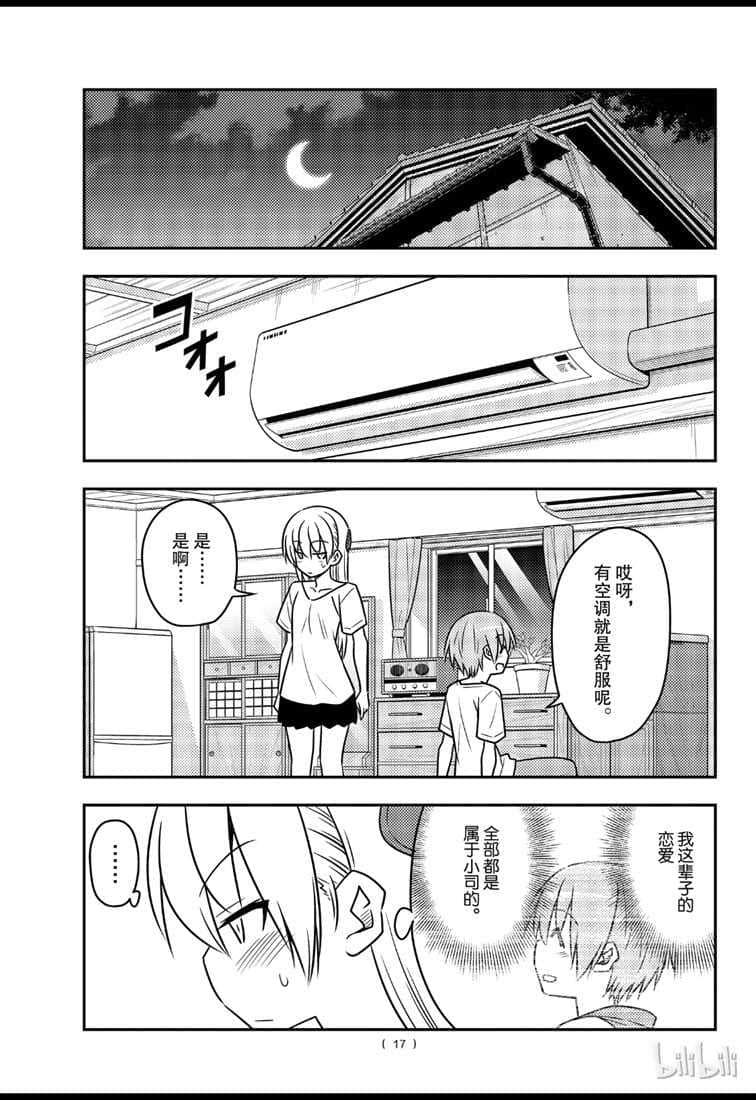 コォォ
哎呀，
有空调就是舒服呢。
是……
是啊……
我这辈子的
恋爱
全部都是
属于小司的。
……
( 17 )
bilibili